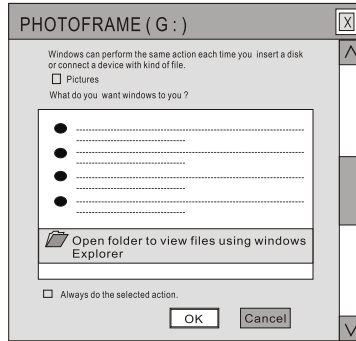 PHOTOFRAME ( G : )
X
Windows can perform the same action each time you insert a disk
or connect a device with kind of file.
Pictures
What do you want windows to you ?
Open folder to view files using windows
Explorer
Always do the selected action.
OK
Cancel